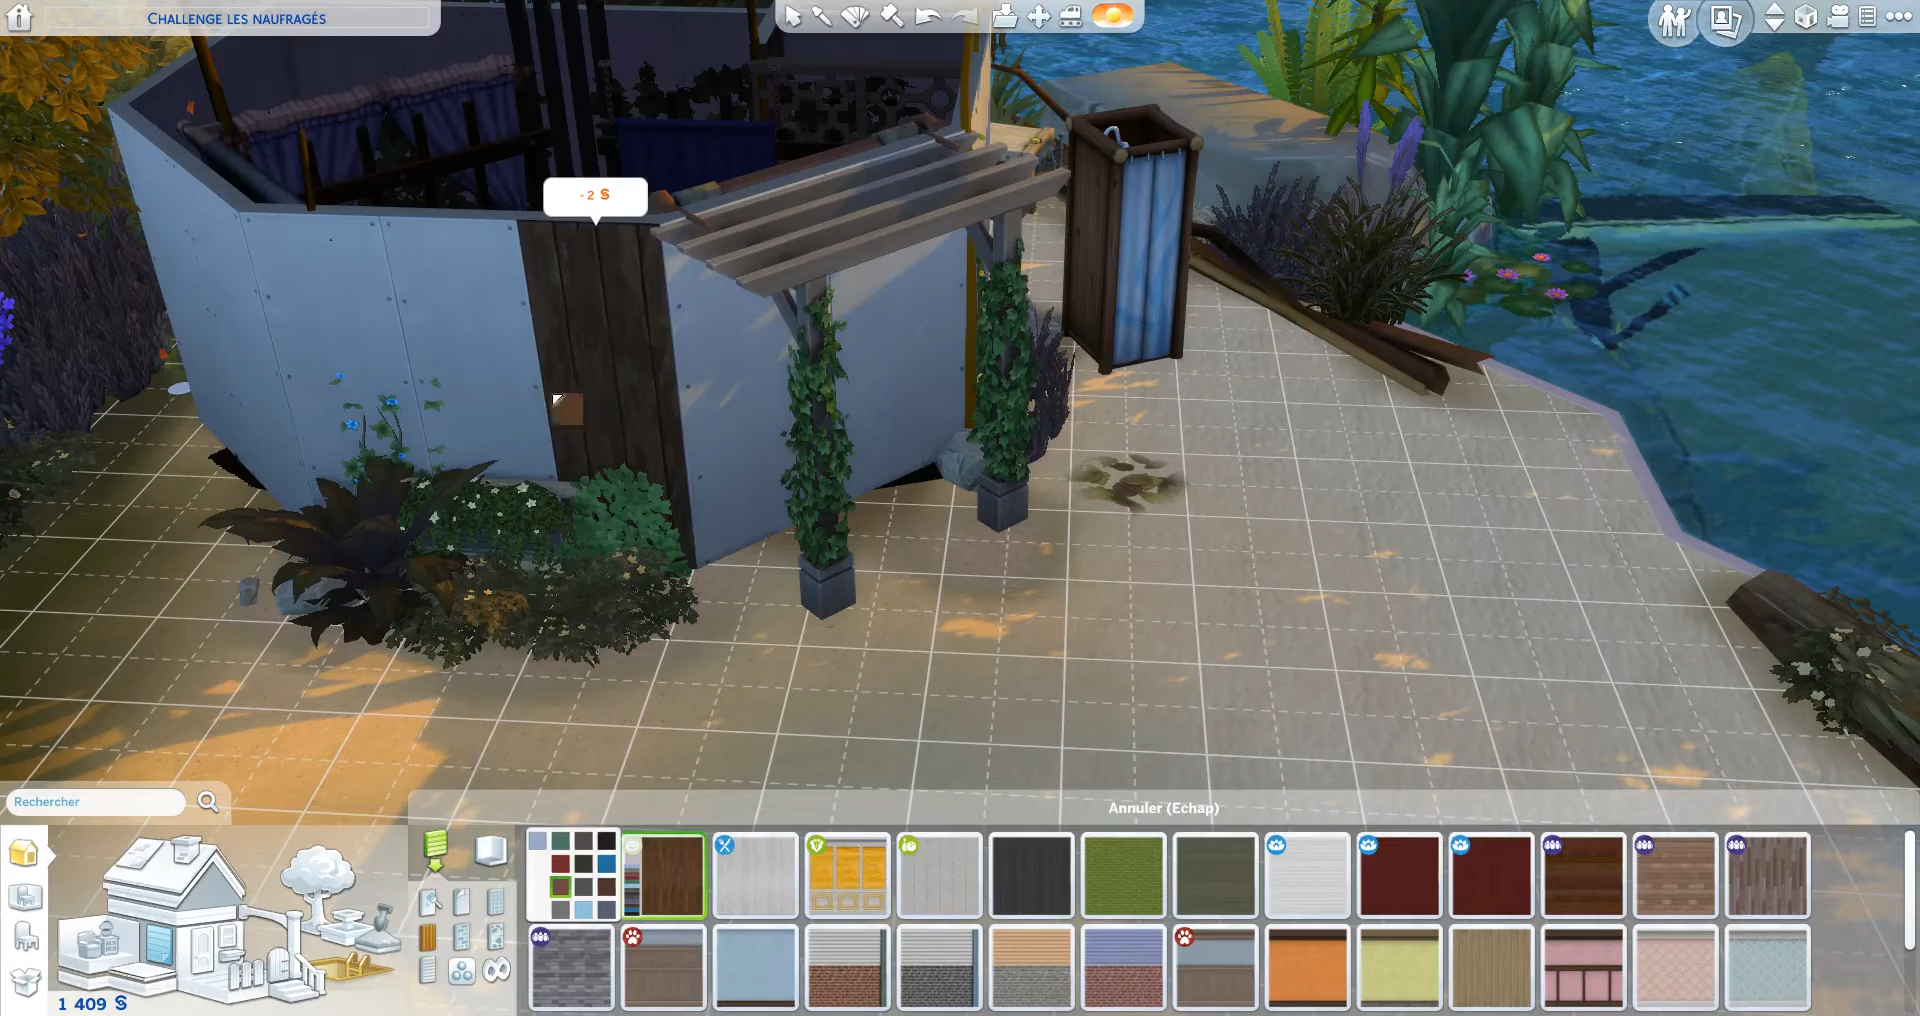 CHALLENGE LES NAUFRAGÉS
-2 §
Rechercher
Annuler (Echap)
1 409 §